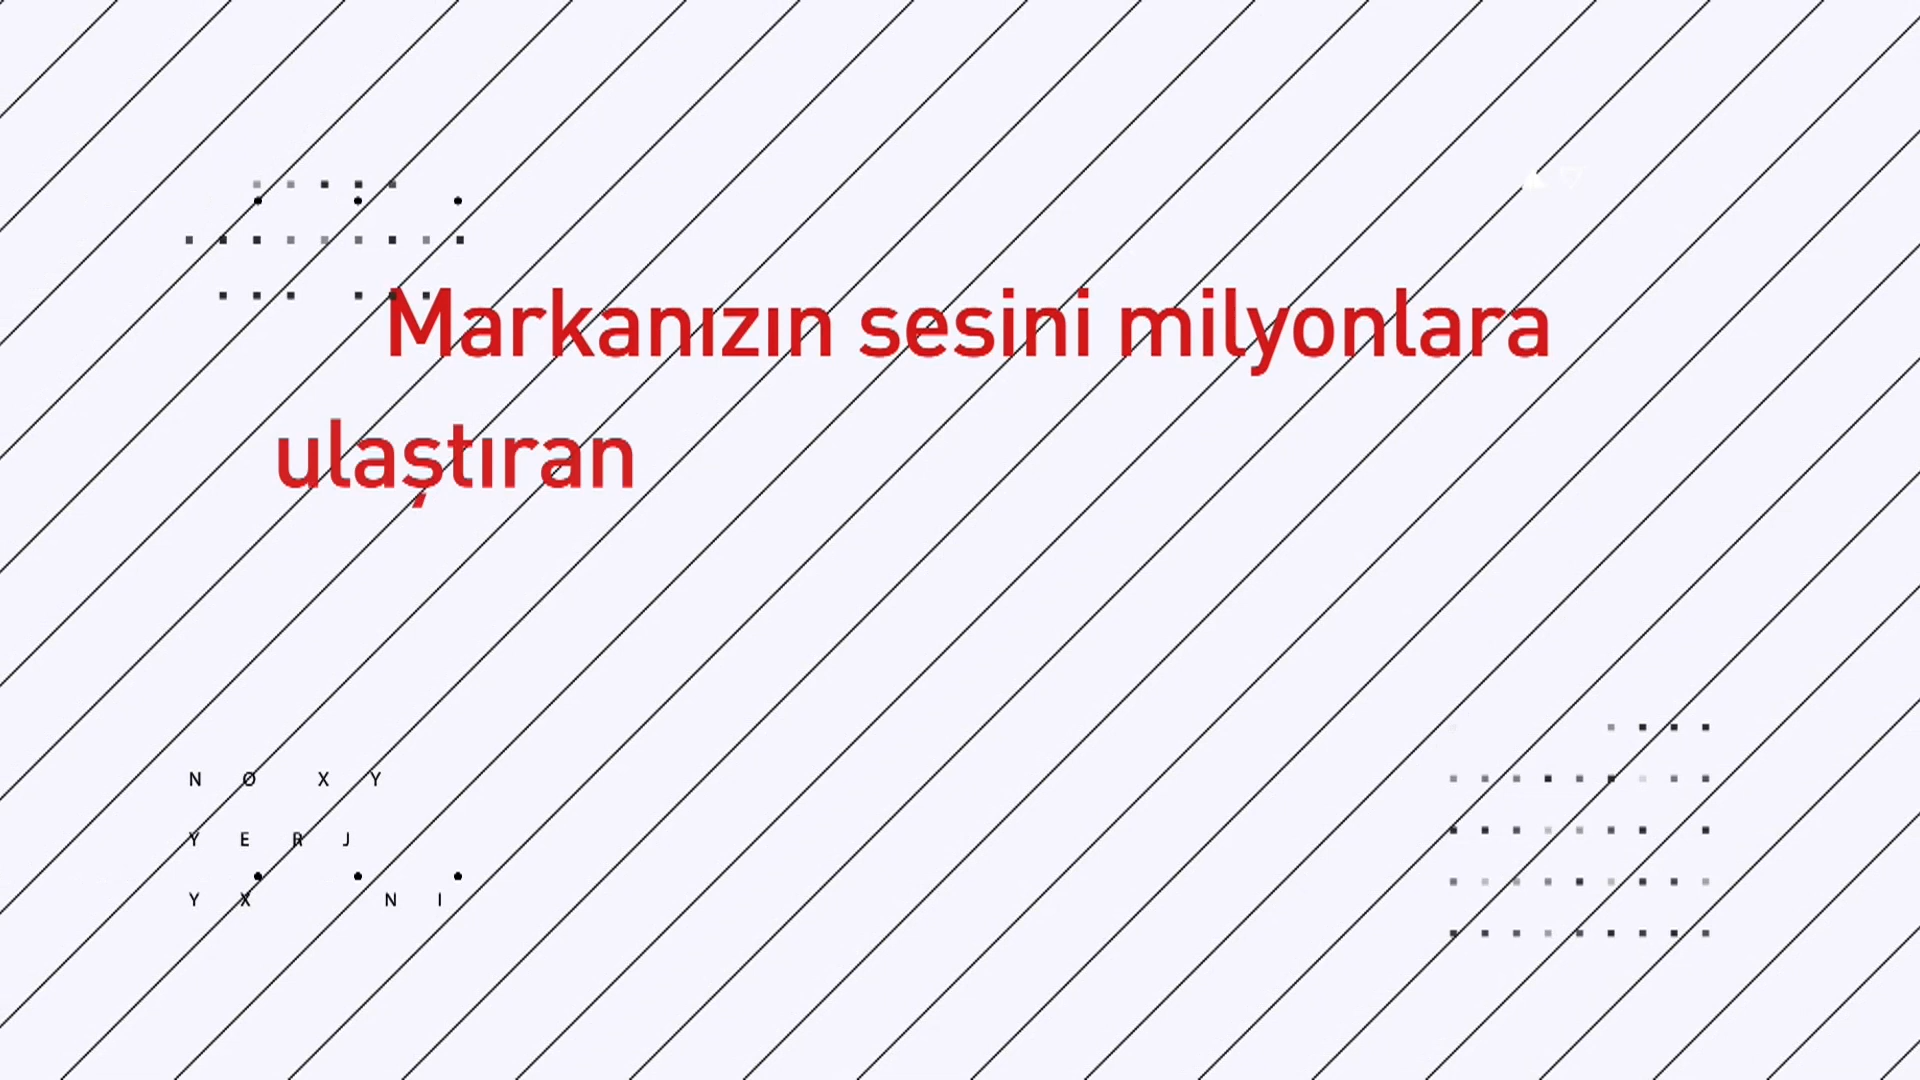 Markanızın sesini milyonlara
ulaştıran
N O X Y
Y E R J
Y X N I